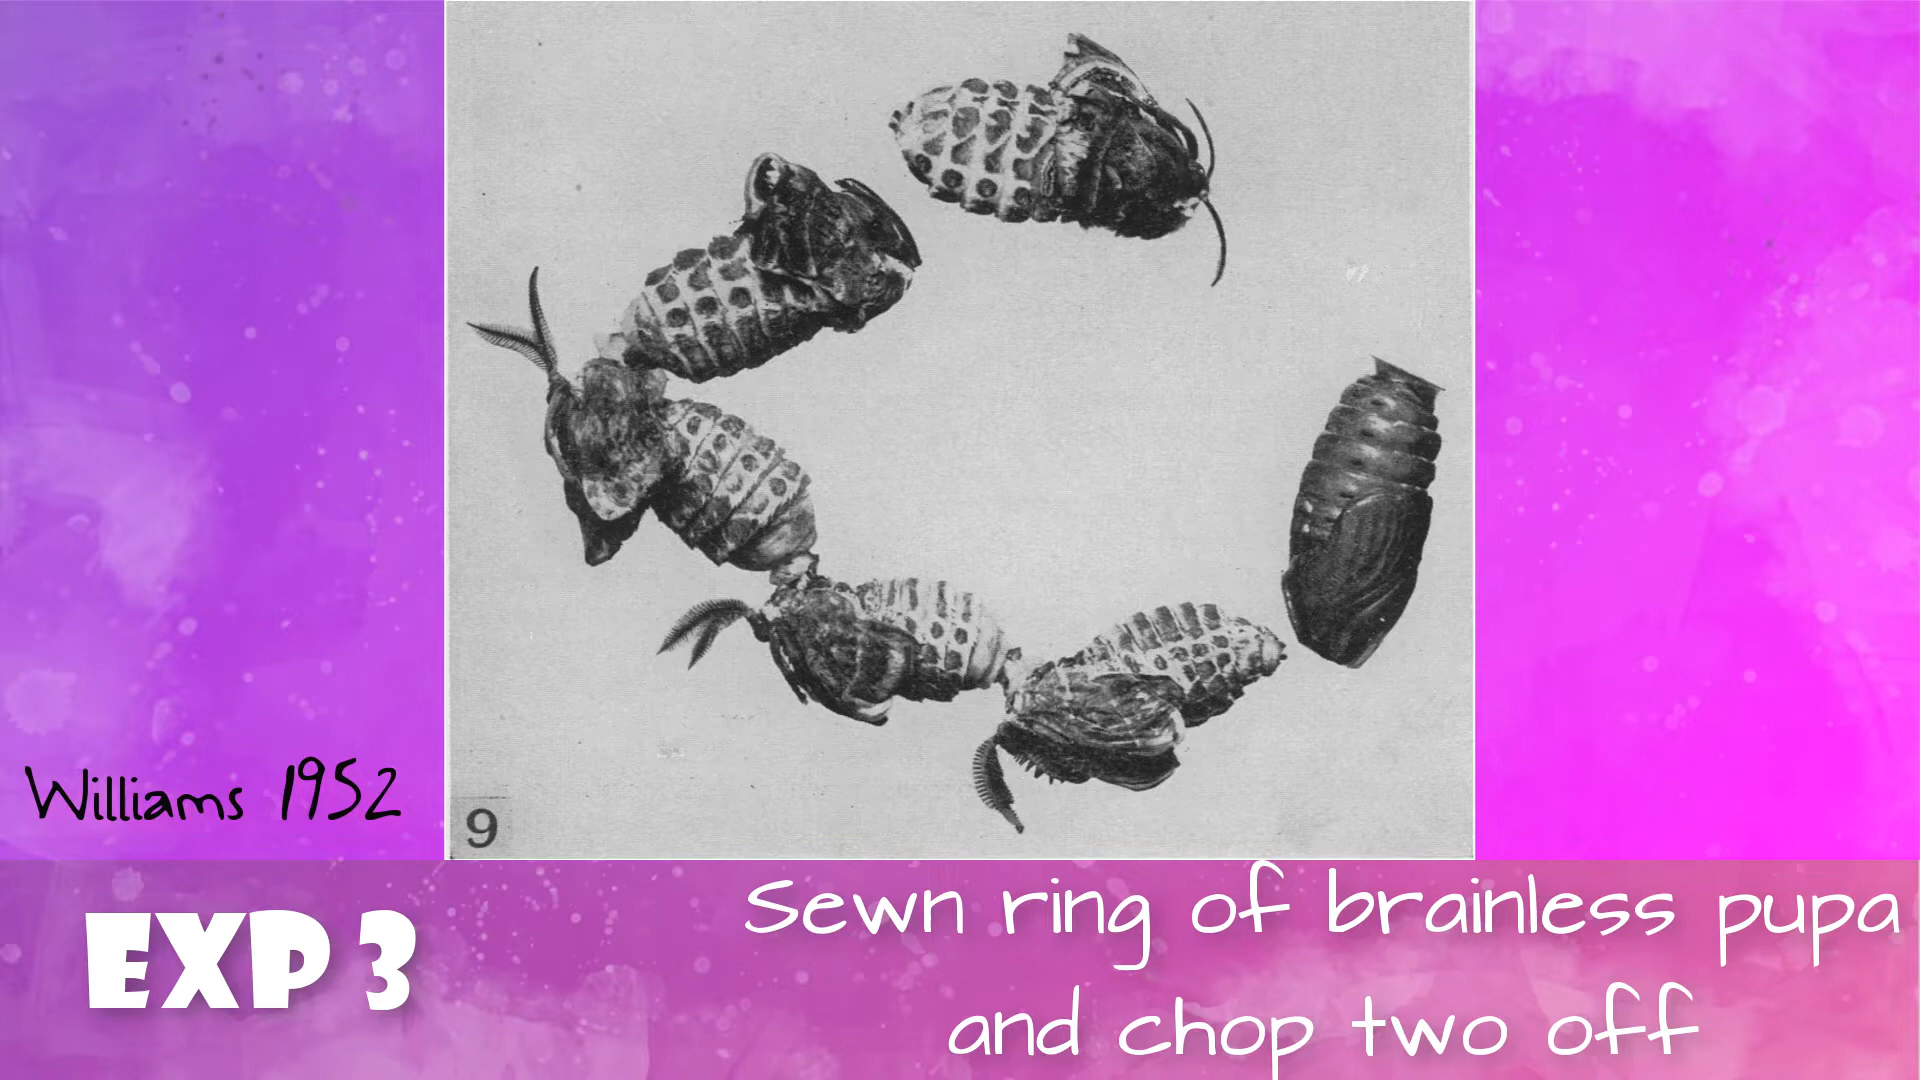 Williams 1952
9
EXP 3
Sewn ring of brainless pupa
and chop two off